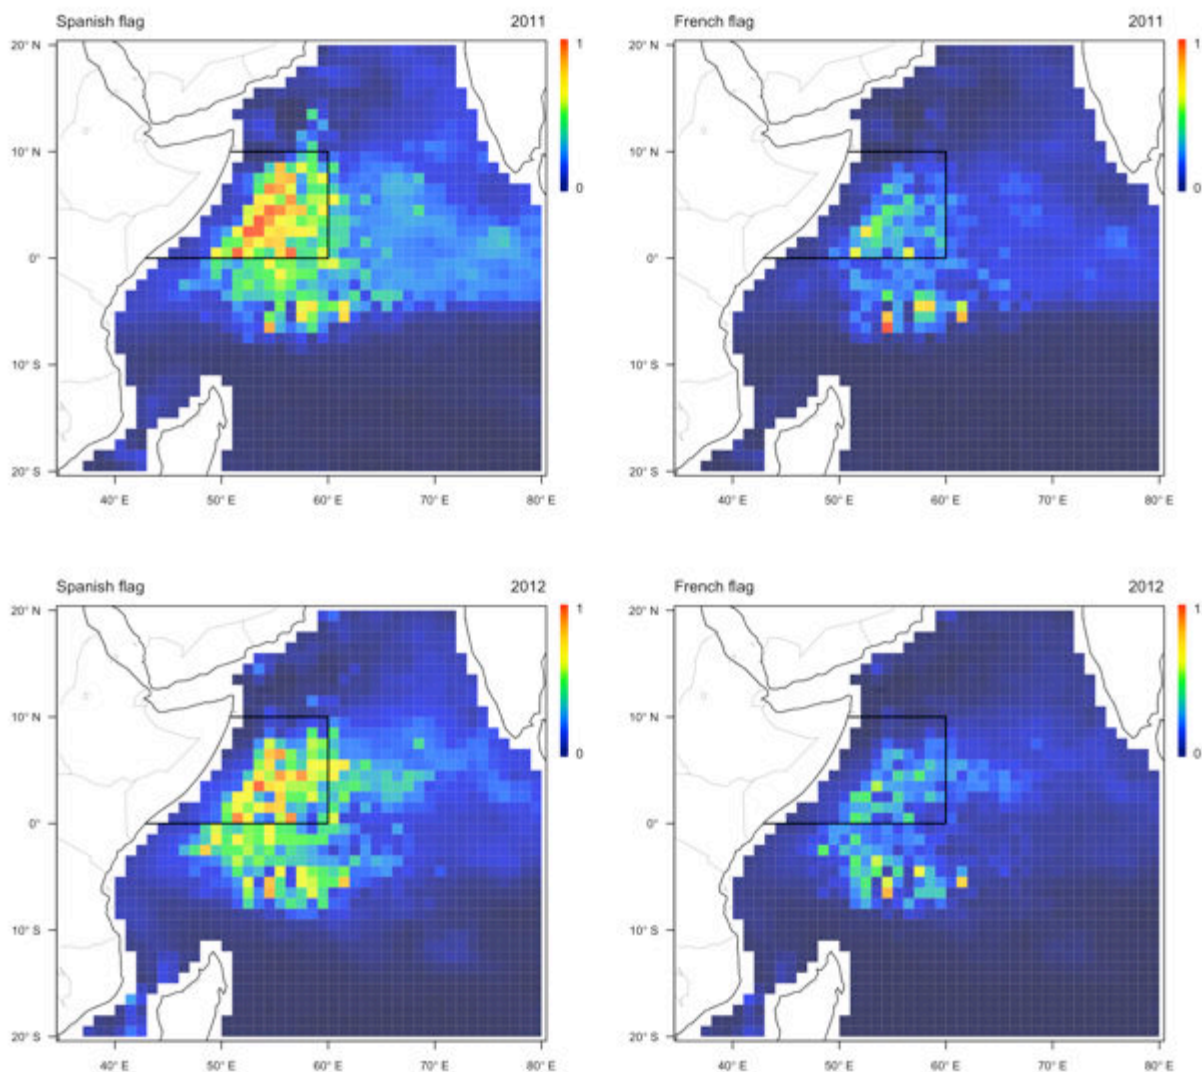 Spanish flag 2011
French flag 2011
20° N
10° N
0°
10° S
20° S
40° E 50° E 60° E 70° E 80° E
1
0
20° N
10° N
0°
10° S
20° S
40° E 50° E 60° E 70° E 80° E
1
0
Spanish flag 2012
French flag 2012
20° N
10° N
0°
10° S
20° S
40° E 50° E 60° E 70° E 80° E
1
0
20° N
10° N
0°
10° S
20° S
40° E 50° E 60° E 70° E 80° E
1
0